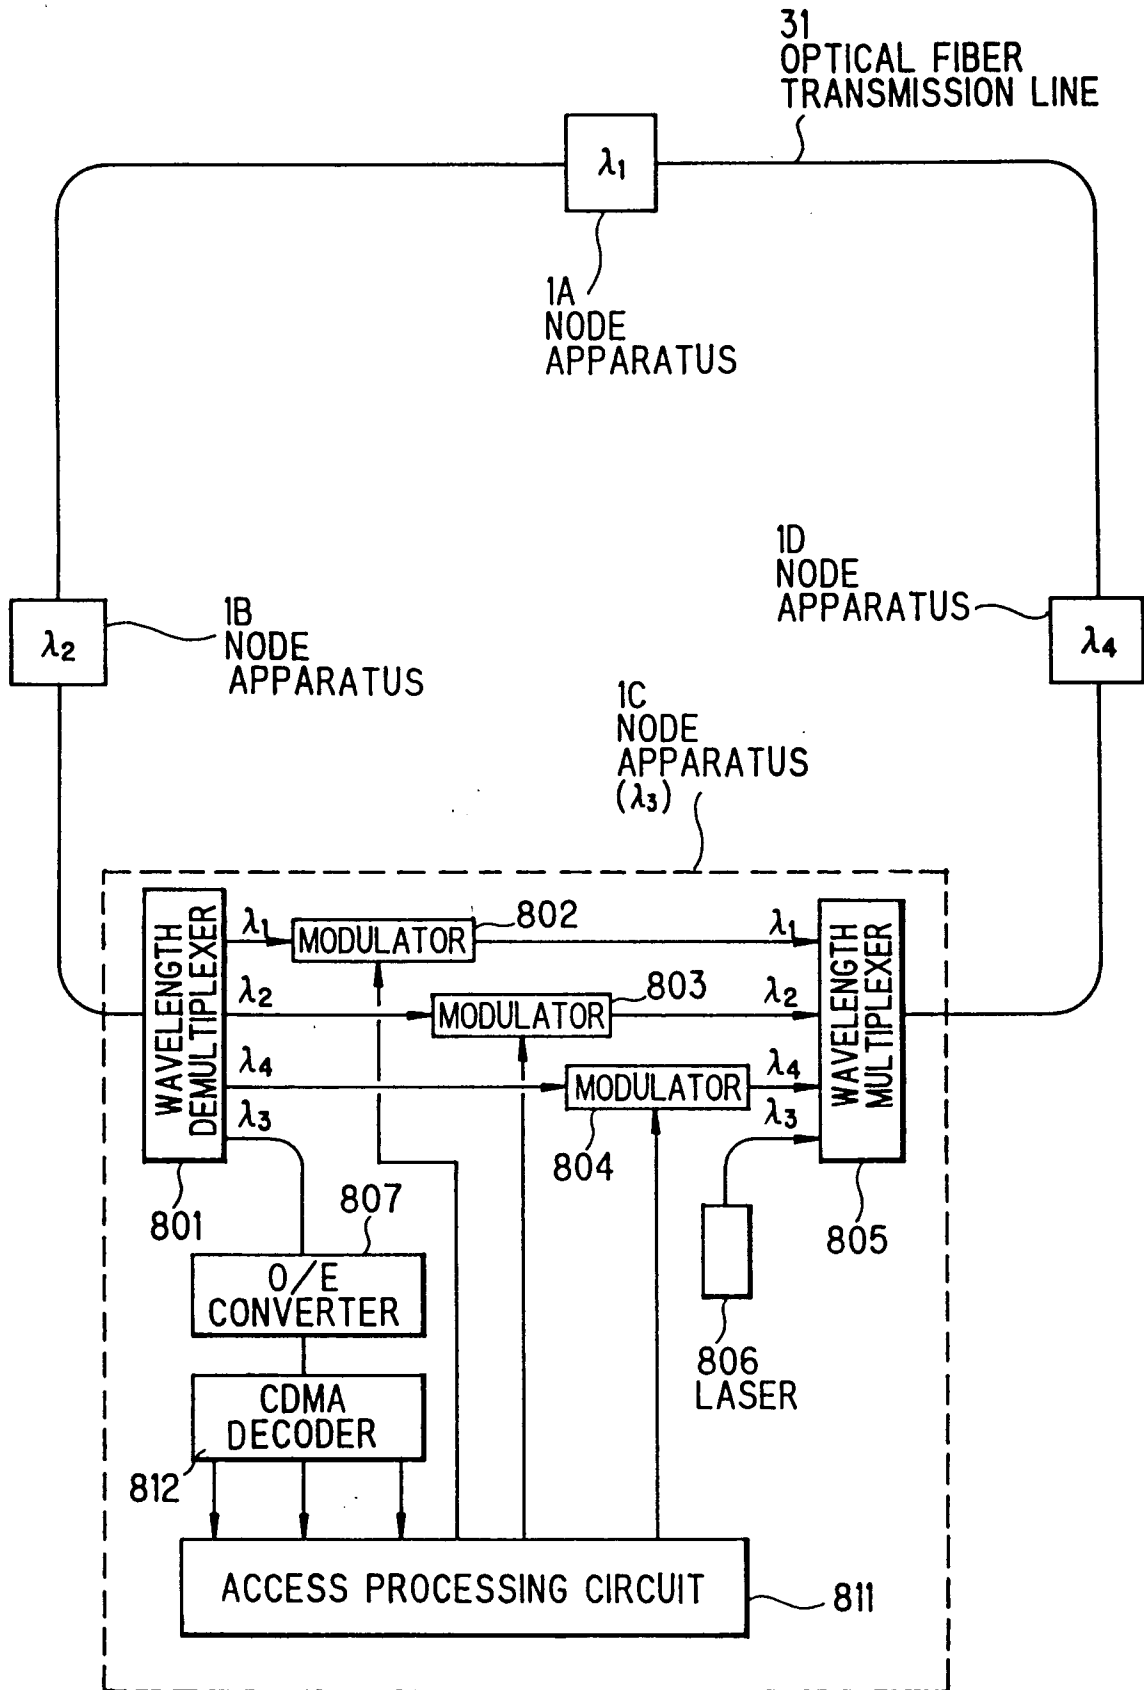 31
OPTICAL FIBER
TRANSMISSION LINE
λ1
1A
NODE
APPARATUS
1D
NODE
APPARATUS
λ2
1B
NODE
APPARATUS
λ4
1C
NODE
APPARATUS
(λ3)
WAVELENGTH
DEMULTIPLEXER
λ1
MODULATOR
802
λ1
λ2
MODULATOR
803
λ2
λ4
MODULATOR
λ4
λ3
λ3
WAVELENGTH
MULTIPLEXER
804
801
807
805
O/E
CONVERTER
806
LASER
CDMA
DECODER
812
ACCESS PROCESSING CIRCUIT
811